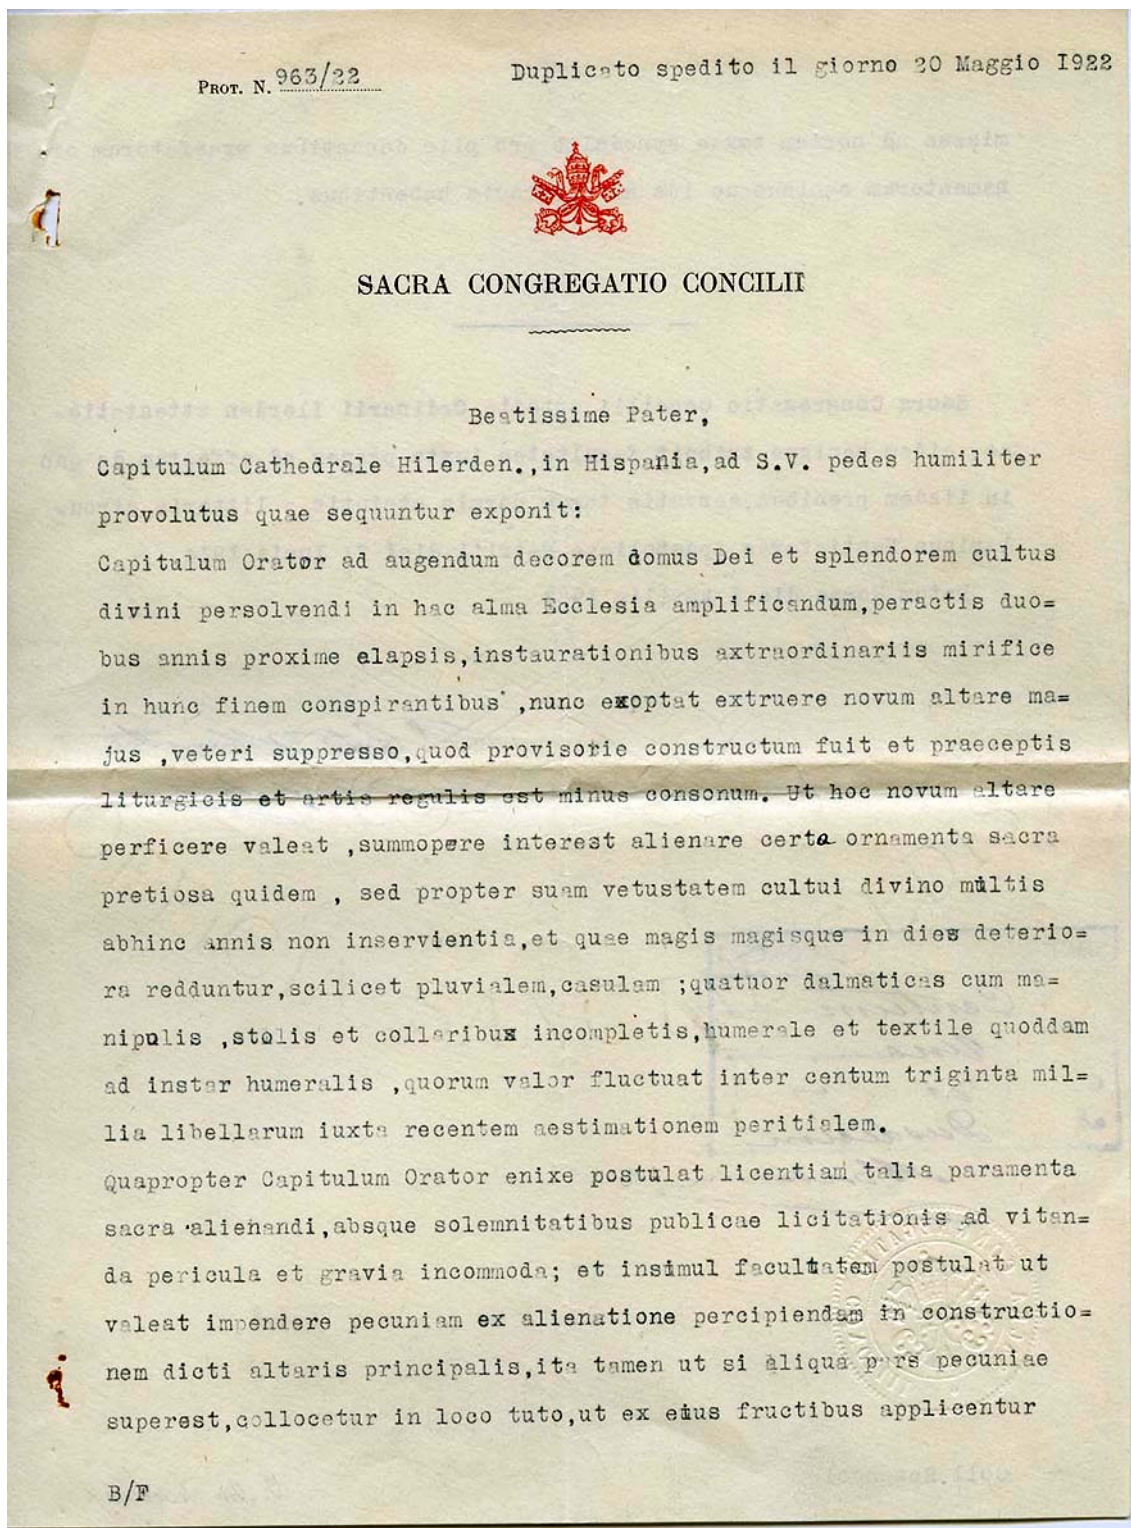 PROT. N. 963/22
Duplicato spedito il giorno 20 Maggio I922
SACRA CONGREGATIO CONCILII
Beatissime Pater,
Capitulum Cathedrale Hilerden.,in Hispania,ad S.V. pedes humiliter
provolutus quae sequuntur exponit:
Capitulum Orator ad augendum decorem domus Dei et splendorem cultus
divini persolvendi in hac alma Ecclesia amplificandum,peractis duo=
bus annis proxime elapsis,instaurationibus axtraordinariis mirifice
in hunc finem conspirantibus ,nunc exoptat extruere novum altare ma=
jus ,veteri suppresso,quod provisorie constructum fuit et praeceptis
liturgicis et artis regulis est minus consonum. Ut hoc novum altare
perficere valeat ,summopere interest alienare certa ornamenta sacra
pretiosa quidem , sed propter suam vetustatem cultui divino multis
abhinc annis non inservientia,et quae magis magisque in dies deterio=
ra redduntur,scilicet pluvialem,casulam ;quatuor dalmaticas cum ma=
nipulis ,stolis et collaribus incompletis,humerale et textile quoddam
ad instar humeralis ,quorum valor fluctuat inter centum triginta mil=
lia libellarum iuxta recentem aestimationem peritialem.
Quapropter Capitulum Orator enixe postulat licentiam talia paramenta
sacra alienandi,absque solemnitatibus publicae licitationis ad vitan=
da pericula et gravia incommoda; et insimul facultatem postulat ut
valeat impendere pecuniam ex alienatione percipiendam in constructio=
nem dicti altaris principalis,ita tamen ut si aliqua pars pecuniae
superest,collocetur in loco tuto,ut ex eius fructibus applicentur
B/F